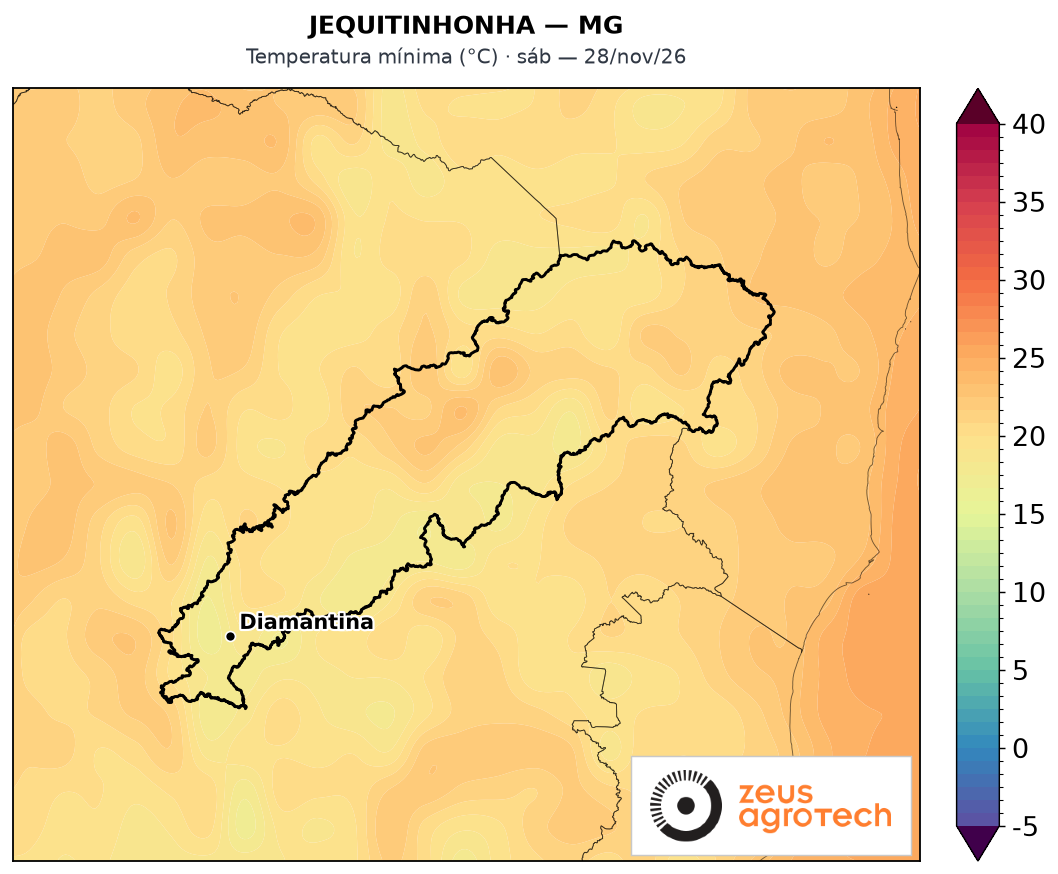 JEQUITINHONHA — MG
Temperatura mínima (°C) · sáb — 28/nov/26
40
35
30
25
20
15
10
5
0
-5
Diamantina
zeus
agrotech